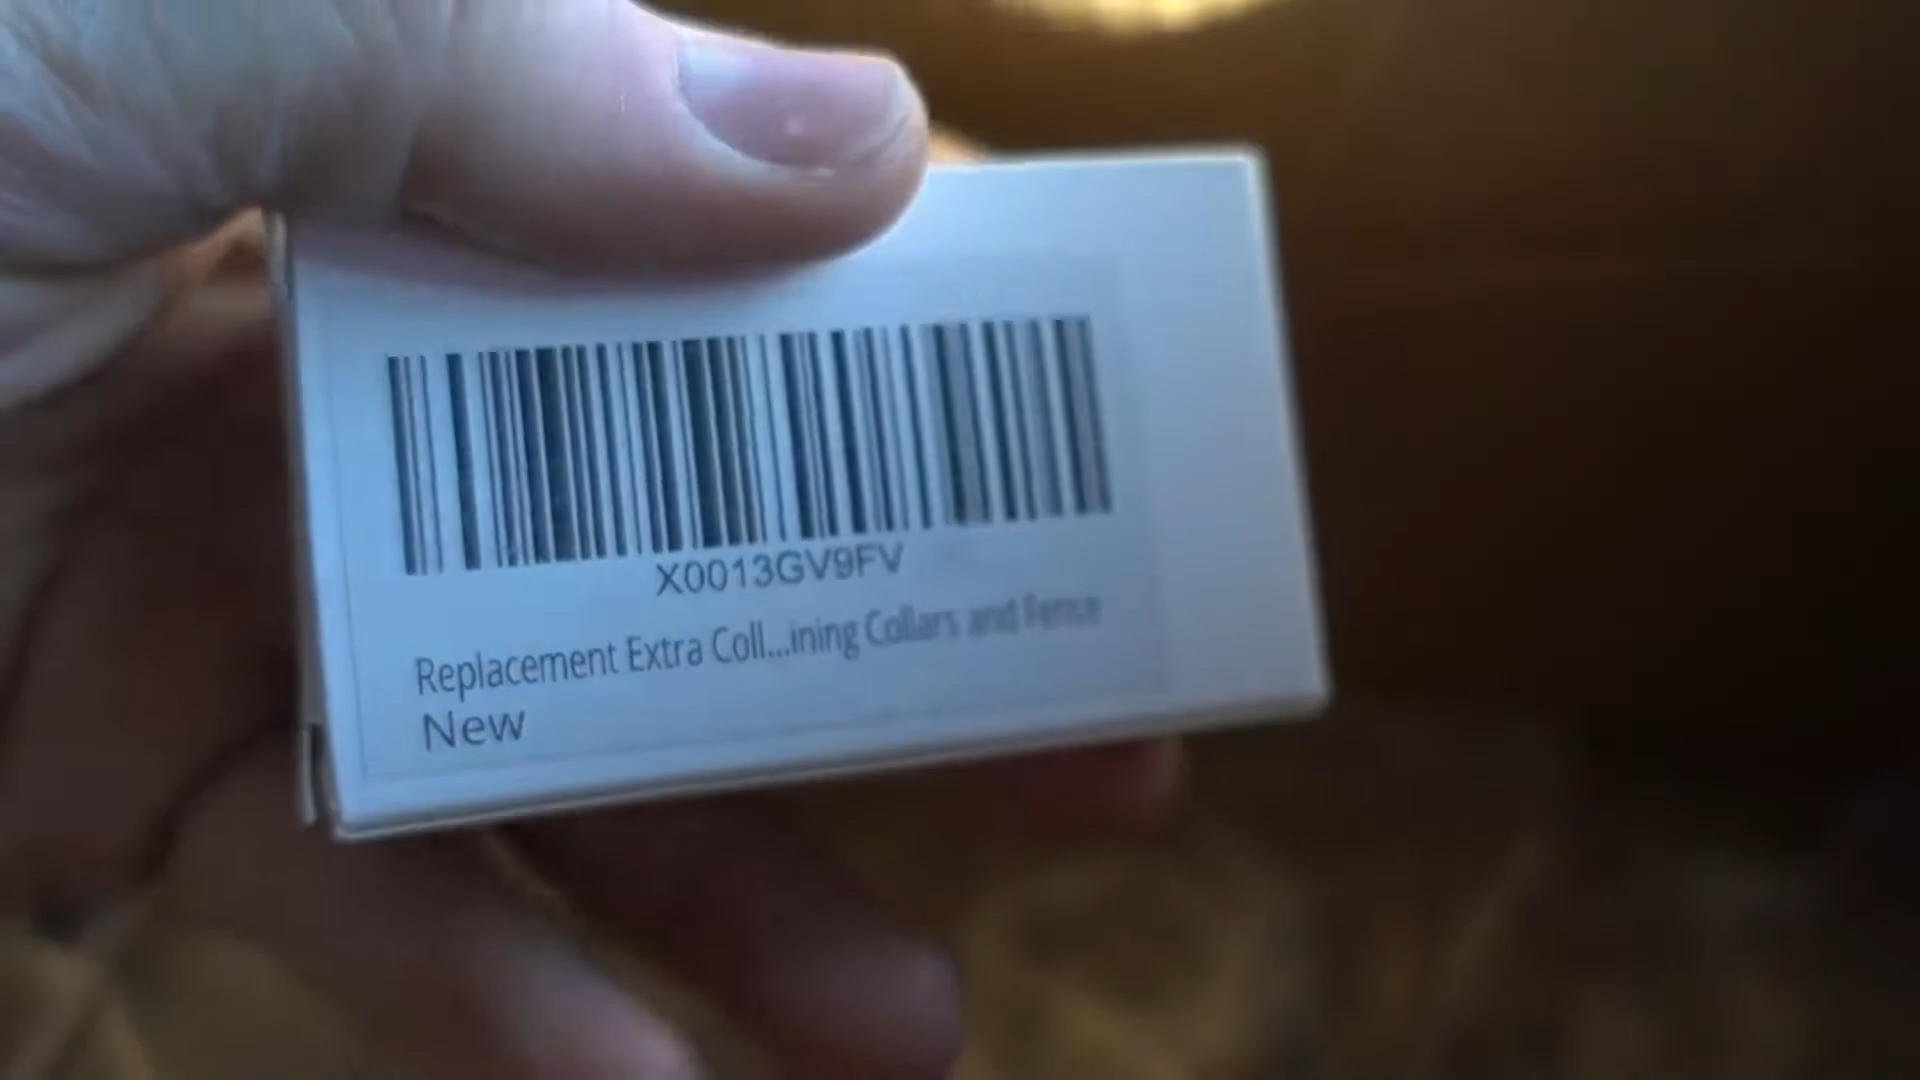 X0013GV9FV
Replacement Extra Coll...ining Collars and Fence
New